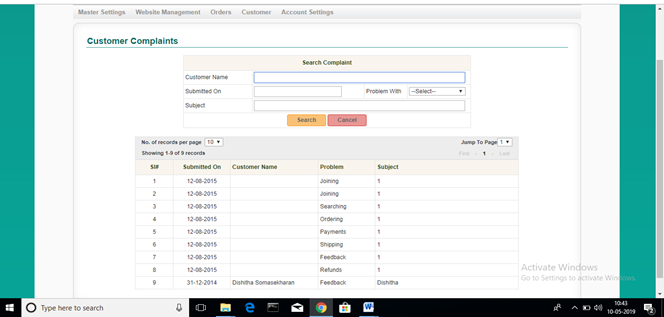 Master Settings Website Management Orders Customer Account Settings
Customer Complaints
Search Complaint
Customer Name
Submitted On Problem With --Select--
Subject
Search Cancel
No. of records per page 10 Jump To Page 1
Showing 1-9 of 9 records First 1 Last
Sl# Submitted On Customer Name Problem Subject
1 12-08-2015 Joining 1
2 12-08-2015 Joining 1
3 12-08-2015 Searching 1
4 12-08-2015 Ordering 1
5 12-08-2015 Payments 1
6 12-08-2015 Shipping 1
7 12-08-2015 Feedback 1
8 12-08-2015 Refunds 1
9 31-12-2014 Dishitha Somasekharan Feedback Dishitha
Activate Windows
Go to Settings to activate Windows.
Type here to search 10:43
10-05-2019 2